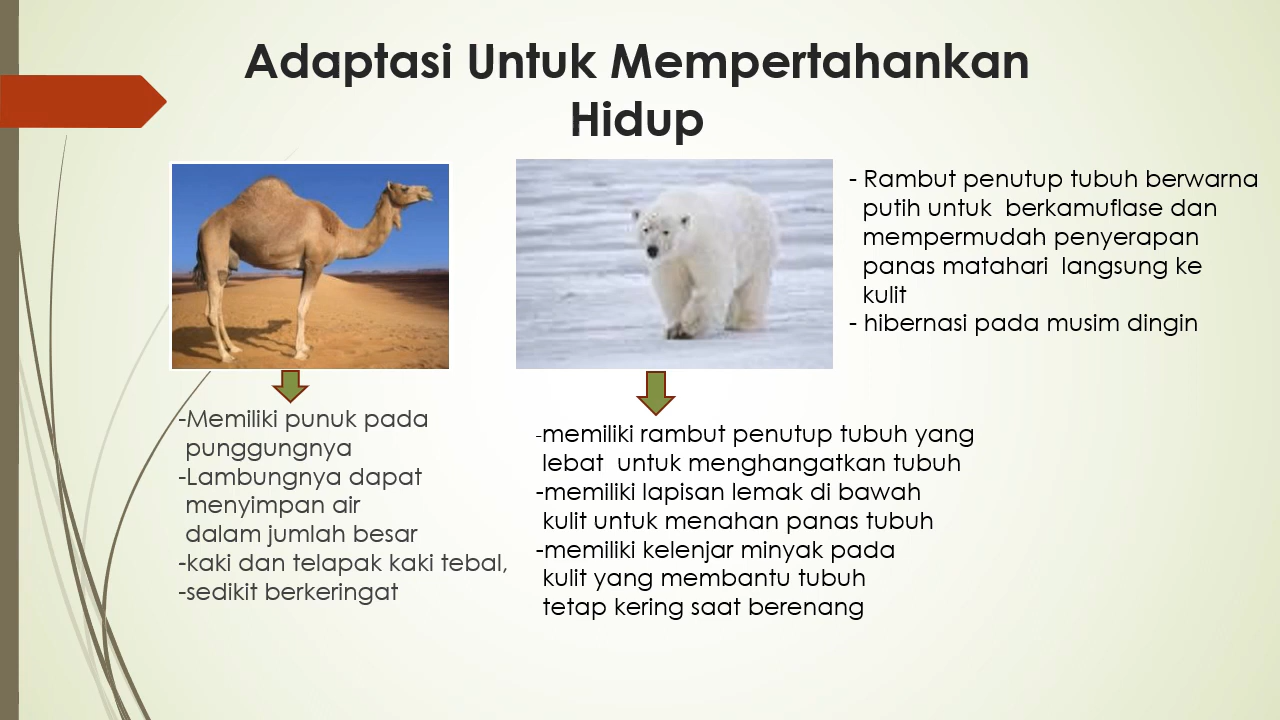 Adaptasi Untuk Mempertahankan
Hidup
-Memiliki punuk pada
punggungnya
-Lambungnya dapat
menyimpan air
dalam jumlah besar
-kaki dan telapak kaki tebal,
-sedikit berkeringat
-memiliki rambut penutup tubuh yang
lebat untuk menghangatkan tubuh
-memiliki lapisan lemak di bawah
kulit untuk menahan panas tubuh
-memiliki kelenjar minyak pada
kulit yang membantu tubuh
tetap kering saat berenang
- Rambut penutup tubuh berwarna
putih untuk berkamuflase dan
mempermudah penyerapan
panas matahari langsung ke
kulit
- hibernasi pada musim dingin